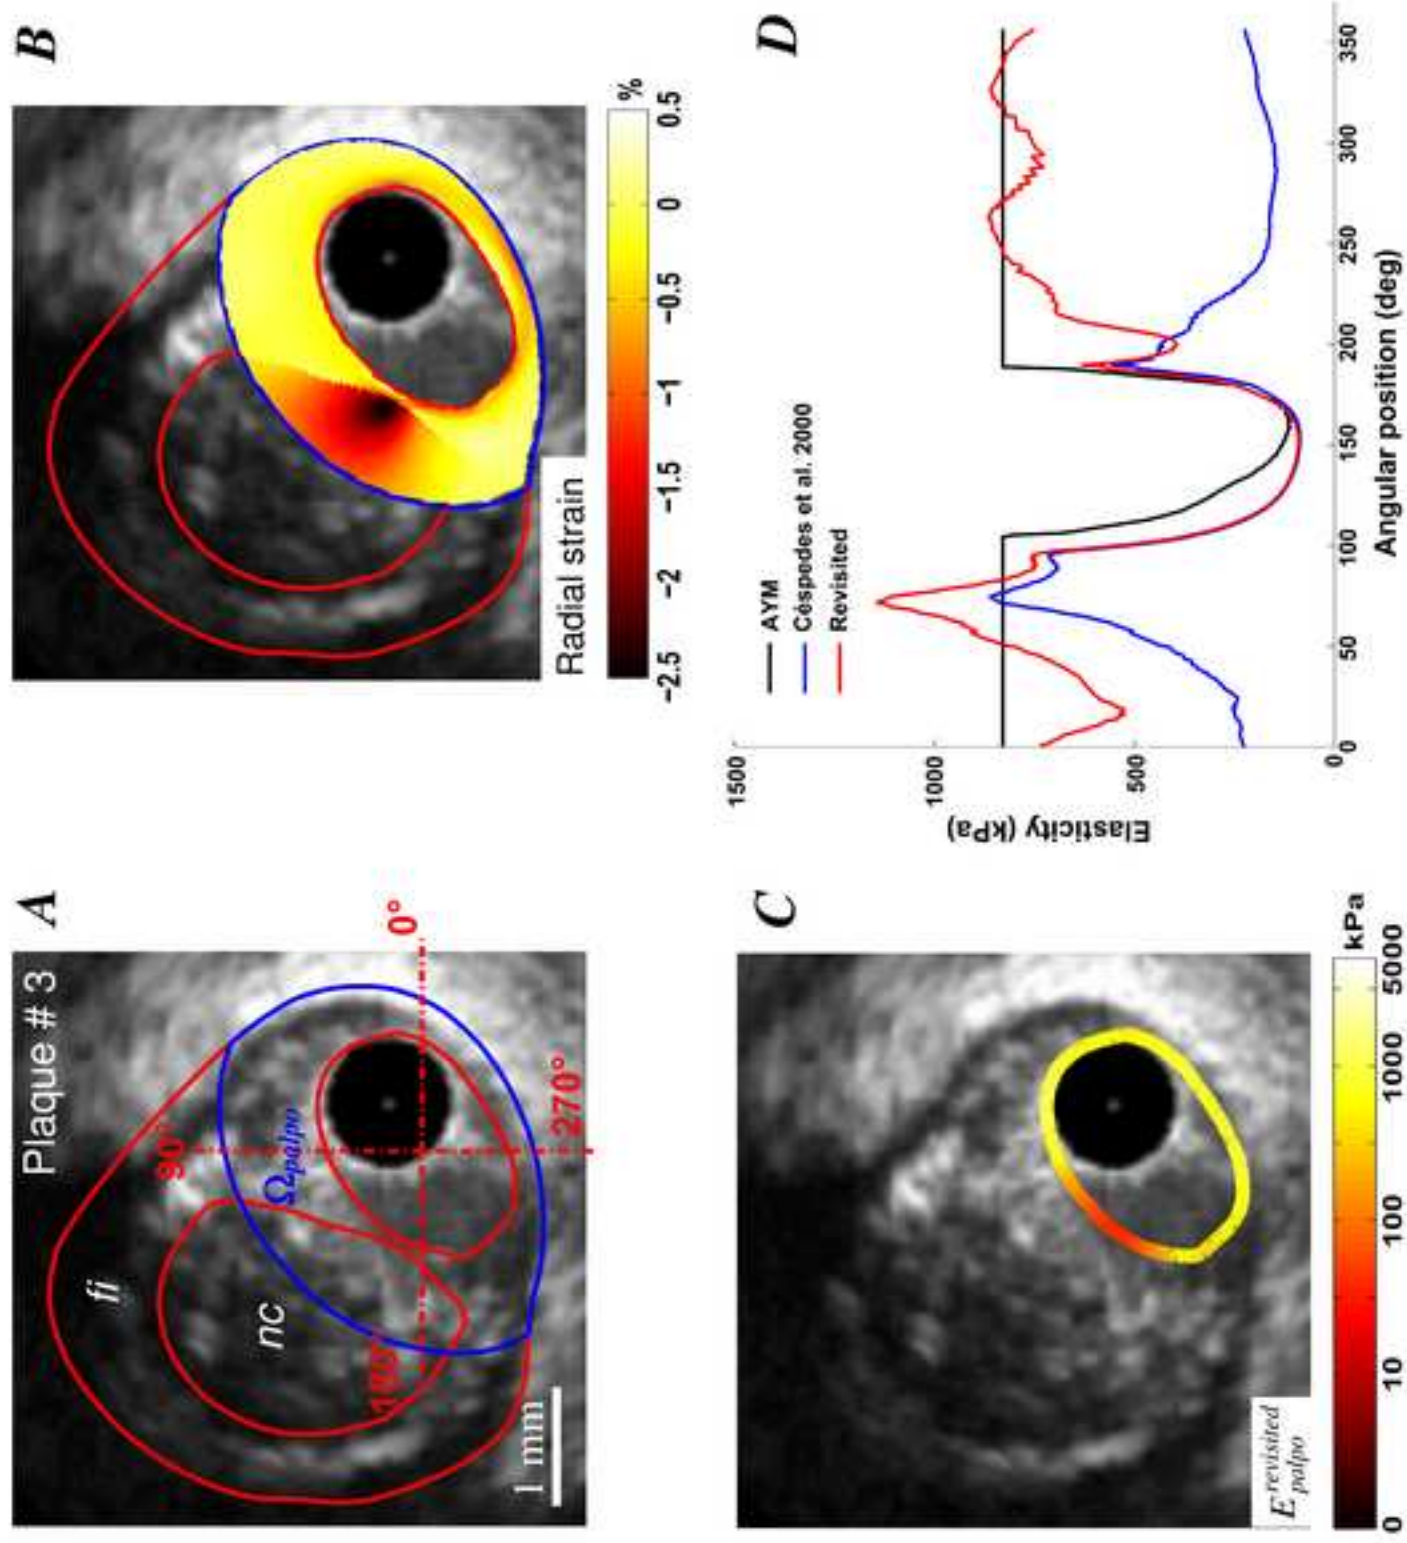 A
Plaque # 3
90°
0°
180°
270°
Ωpalpo
fi
nc
1 mm
B
Radial strain
%
−2.5
−2
−1.5
−1
−0.5
0
0.5
C
E revisited palpo
kPa
0
10
100
1000
5000
D
AYM
Céspedes et al. 2000
Revisited
Elasticity (kPa)
1500
1000
500
0
0
50
100
150
200
250
300
350
Angular position (deg)